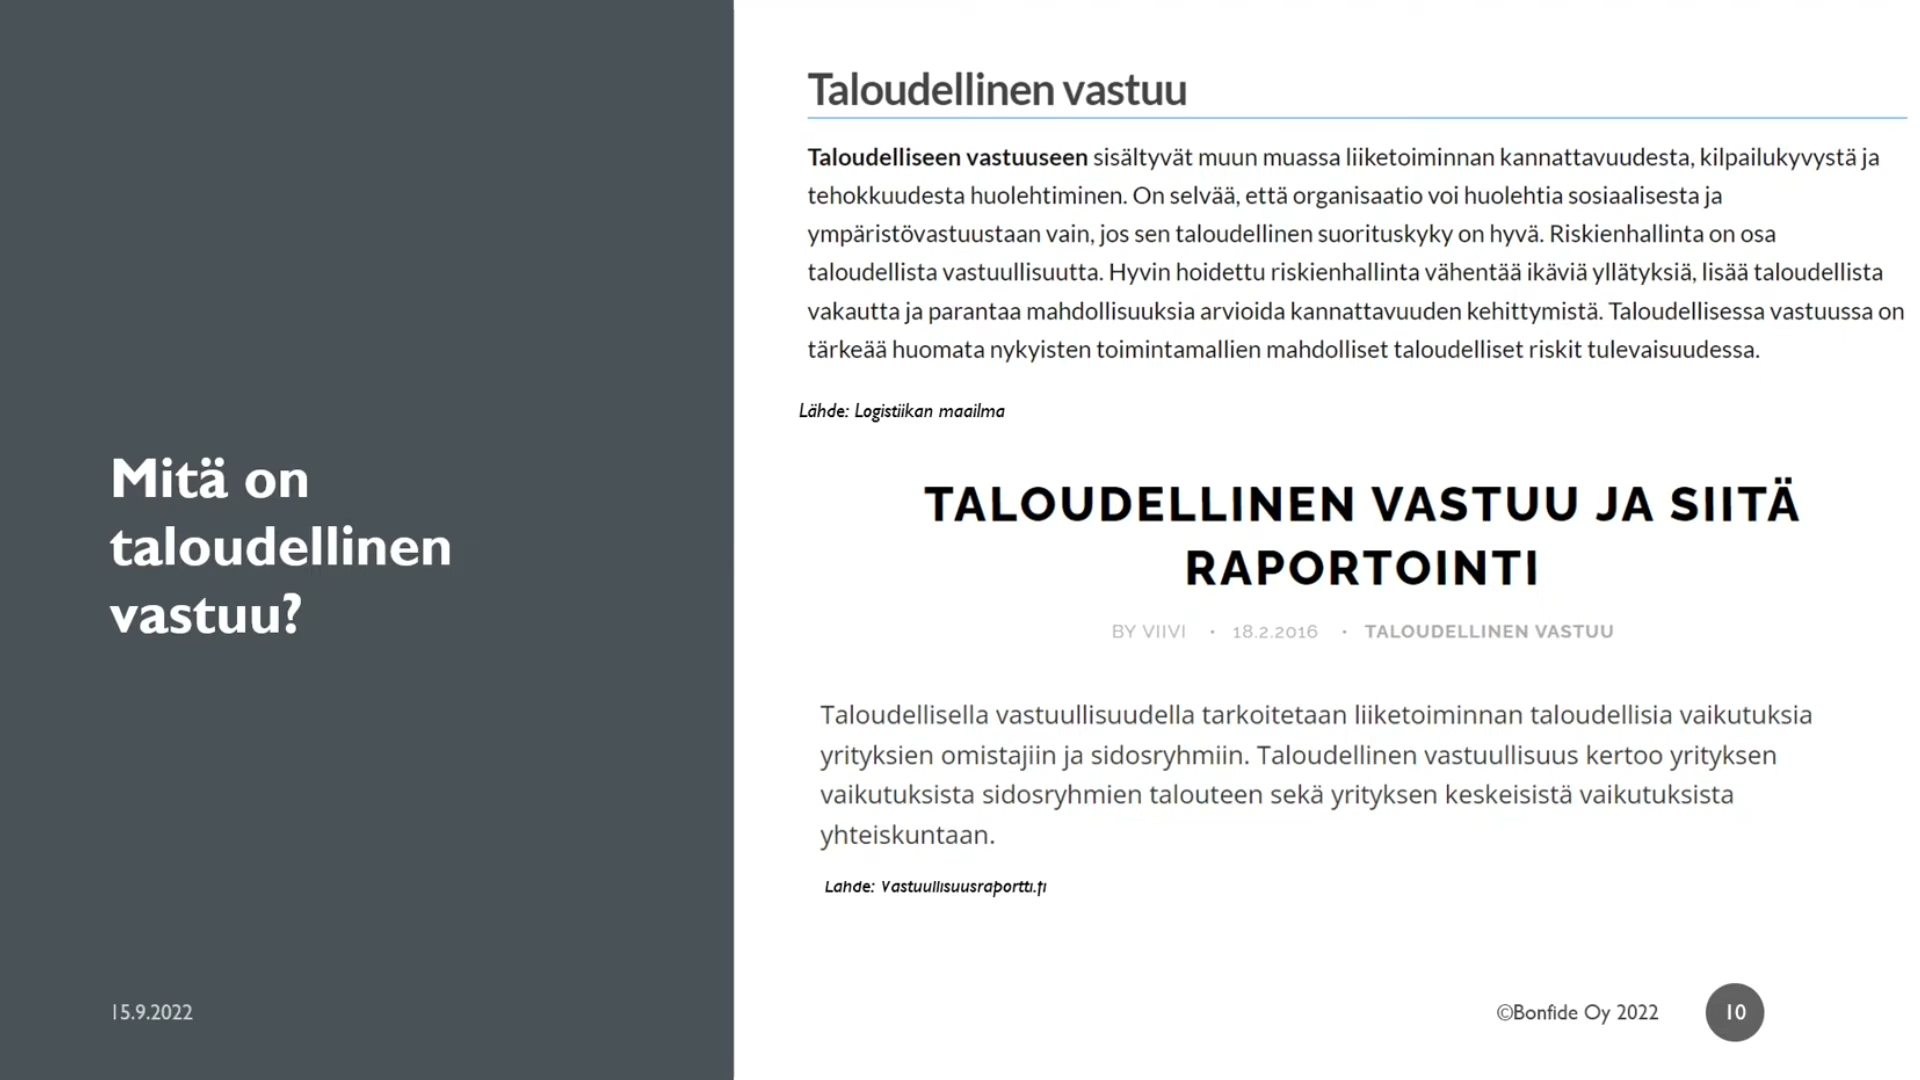 Mitä on
taloudellinen
vastuu?
Taloudellinen vastuu
Taloudelliseen vastuuseen sisältyvät muun muassa liiketoiminnan kannattavuudesta, kilpailukyvystä ja
tehokkuudesta huolehtiminen. On selvää, että organisaatio voi huolehtia sosiaalisesta ja
ympäristövastuustaan vain, jos sen taloudellinen suorituskyky on hyvä. Riskienhallinta on osa
taloudellista vastuullisuutta. Hyvin hoidettu riskienhallinta vähentää ikäviä yllätyksiä, lisää taloudellista
vakautta ja parantaa mahdollisuuksia arvioida kannattavuuden kehittymistä. Taloudellisessa vastuussa on
tärkeää huomata nykyisten toimintamallien mahdolliset taloudelliset riskit tulevaisuudessa.
Lähde: Logistiikan maailma
TALOUDELLINEN VASTUU JA SIITÄ
RAPORTOINTI
BY VIIVI • 18.2.2016 • TALOUDELLINEN VASTUU
Taloudellisella vastuullisuudella tarkoitetaan liiketoiminnan taloudellisia vaikutuksia
yrityksien omistajiin ja sidosryhmiin. Taloudellinen vastuullisuus kertoo yrityksen
vaikutuksista sidosryhmien talouteen sekä yrityksen keskeisistä vaikutuksista
yhteiskuntaan.
Lähde: Vastuullisuusraportti.fi
15.9.2022
©Bonfide Oy 2022
10